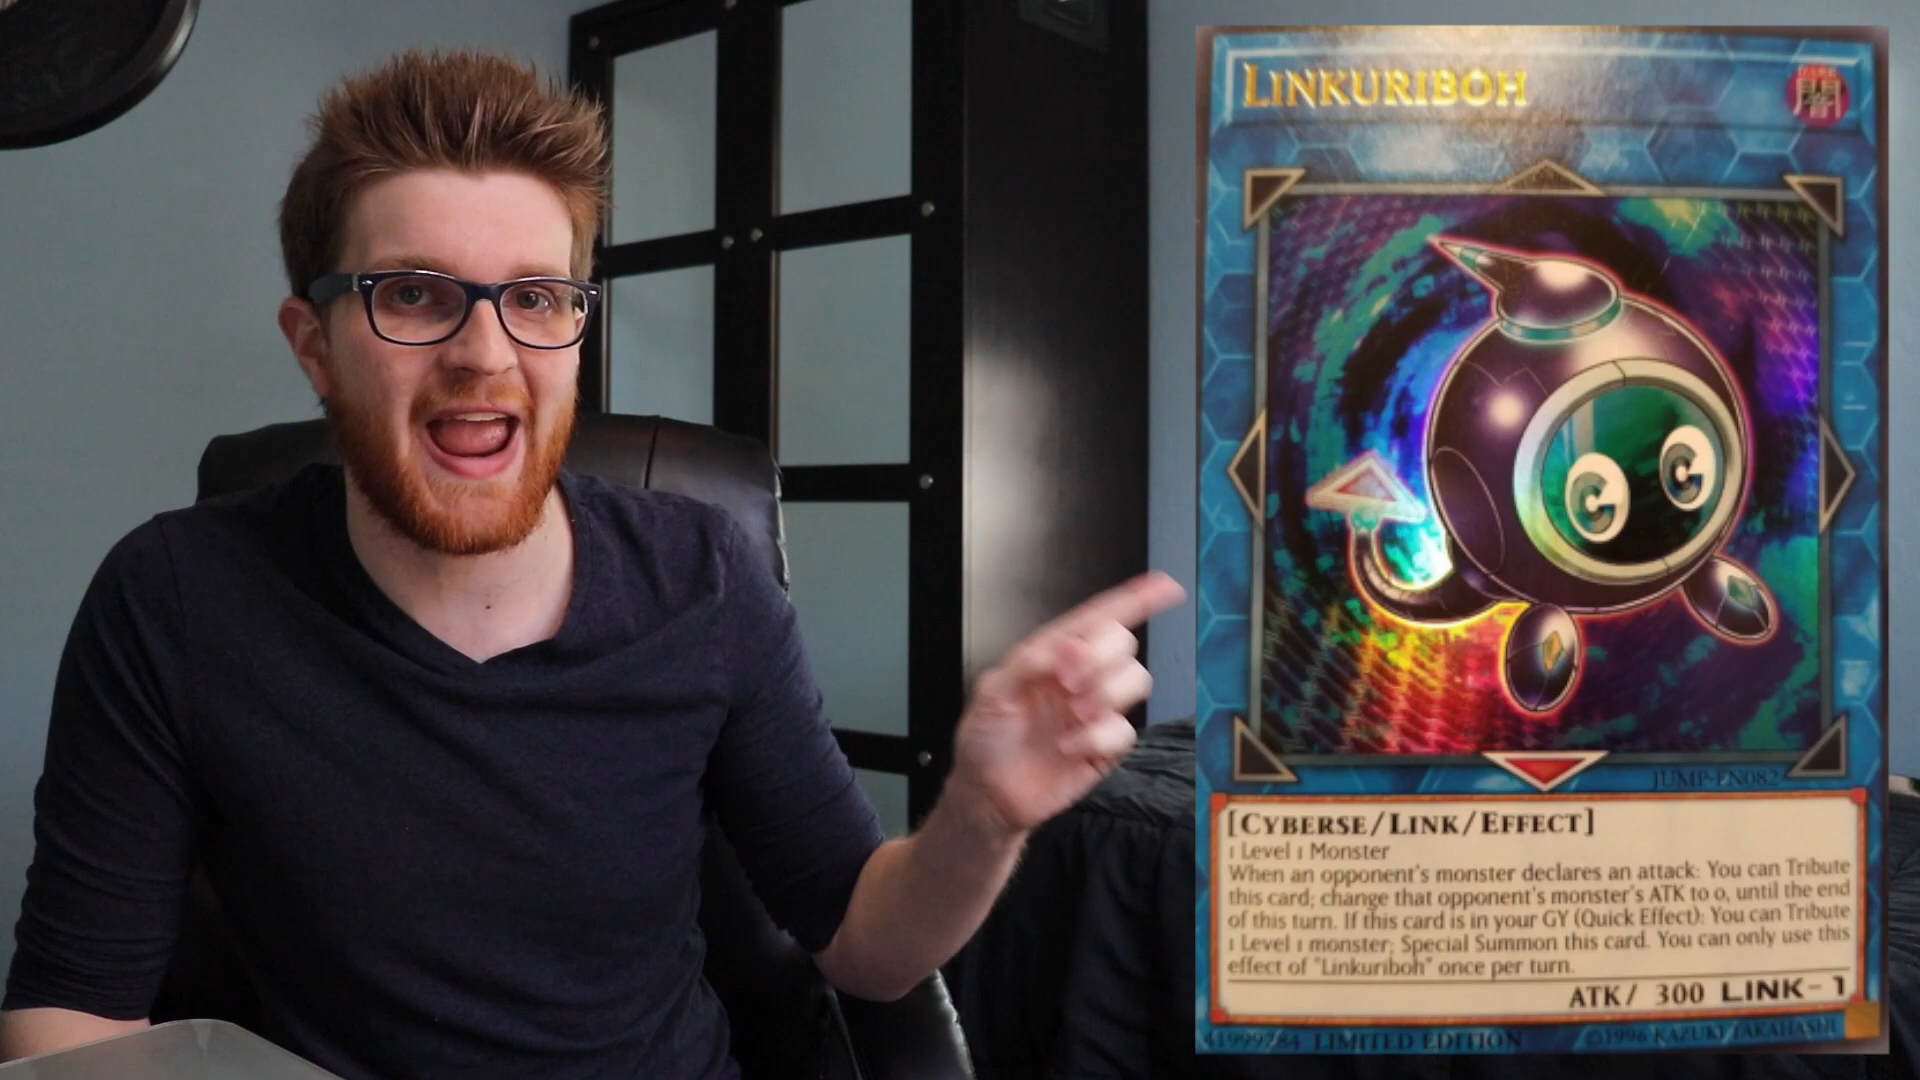 LINKURIBOH
DARK
闇
JUMP-EN082
[CYBERSE/LINK/EFFECT]
1 Level 1 Monster
When an opponent's monster declares an attack: You can Tribute
this card; change that opponent's monster's ATK to 0, until the end
of this turn. If this card is in your GY (Quick Effect): You can Tribute
1 Level 1 monster; Special Summon this card. You can only use this
effect of "Linkuriboh" once per turn.
ATK/ 300 LINK-1
41999284 LIMITED EDITION ©1996 KAZUKI TAKAHASHI